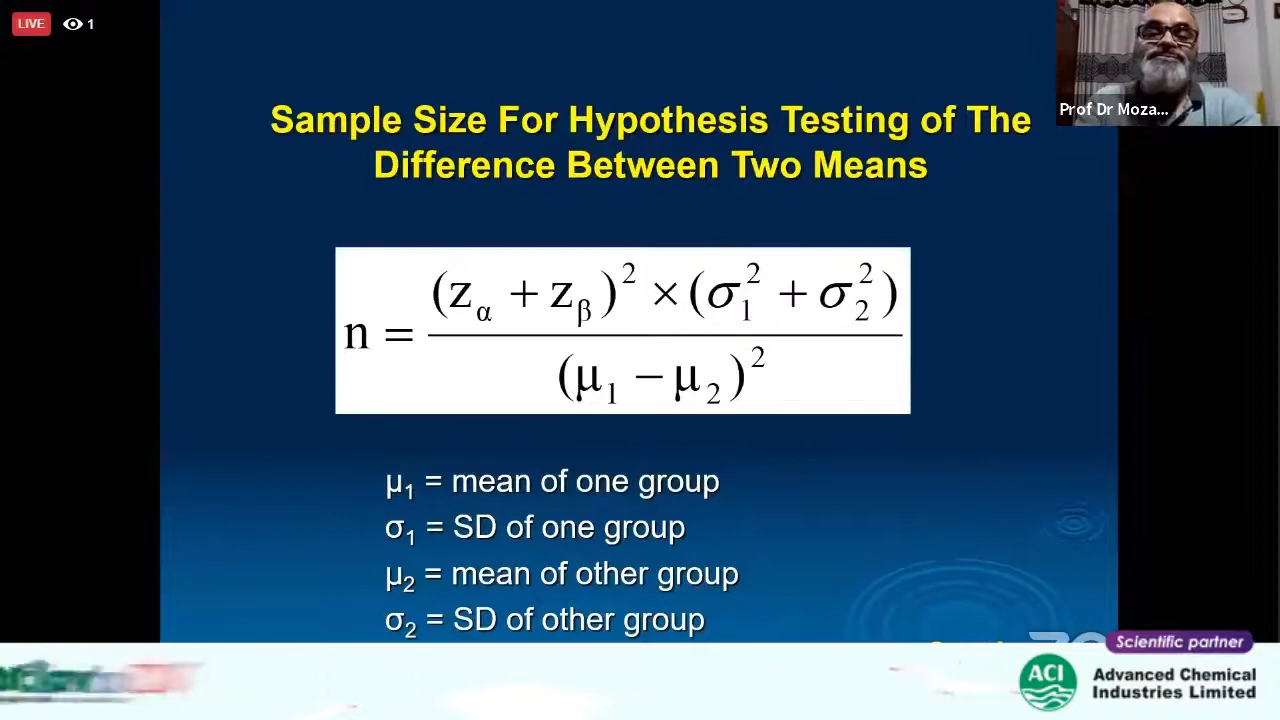 LIVE 1
Prof Dr Moza...
Sample Size For Hypothesis Testing of The
Difference Between Two Means
n = (z_α + z_β)² × (σ₁² + σ₂²) / (μ₁ − μ₂)²
μ₁ = mean of one group
σ₁ = SD of one group
μ₂ = mean of other group
σ₂ = SD of other group
Scientific partner
ACI
Advanced Chemical
Industries Limited